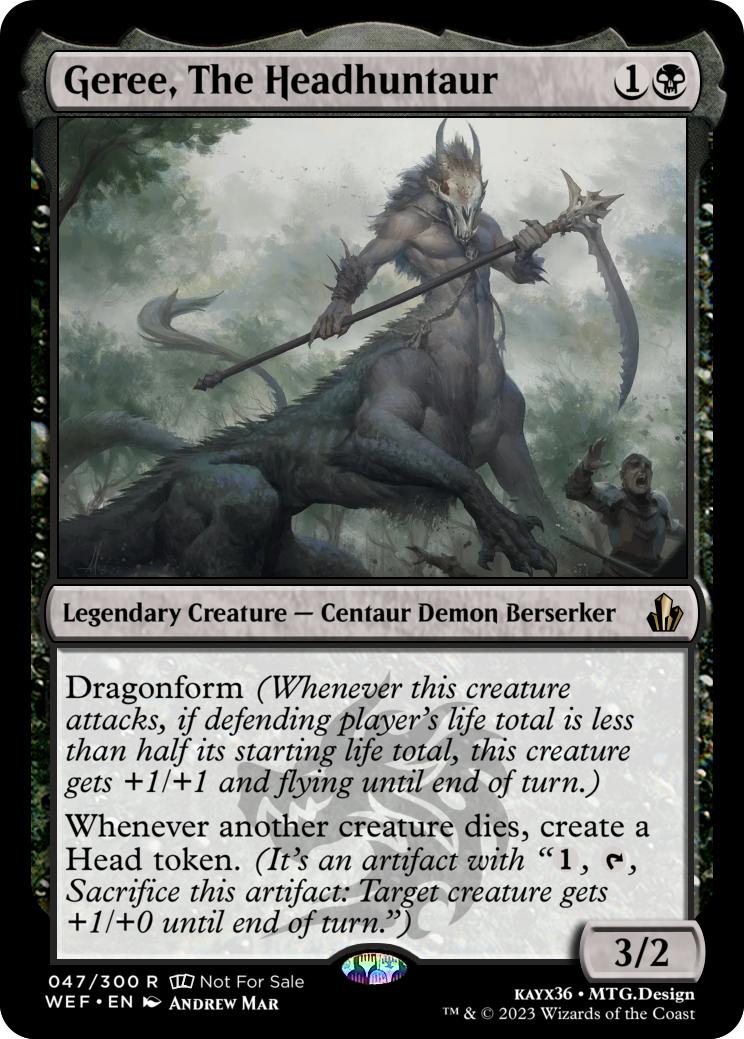 Geree, The Headhuntaur 1
Legendary Creature — Centaur Demon Berserker
Dragonform (Whenever this creature
attacks, if defending player's life total is less
than half its starting life total, this creature
gets +1/+1 and flying until end of turn.)
Whenever another creature dies, create a
Head token. (It's an artifact with “1, ,
Sacrifice this artifact: Target creature gets
+1/+0 until end of turn.”)
3/2
047/300 R Not For Sale
WEF • EN Andrew Mar
kayx36 • MTG.Design
™ & © 2023 Wizards of the Coast